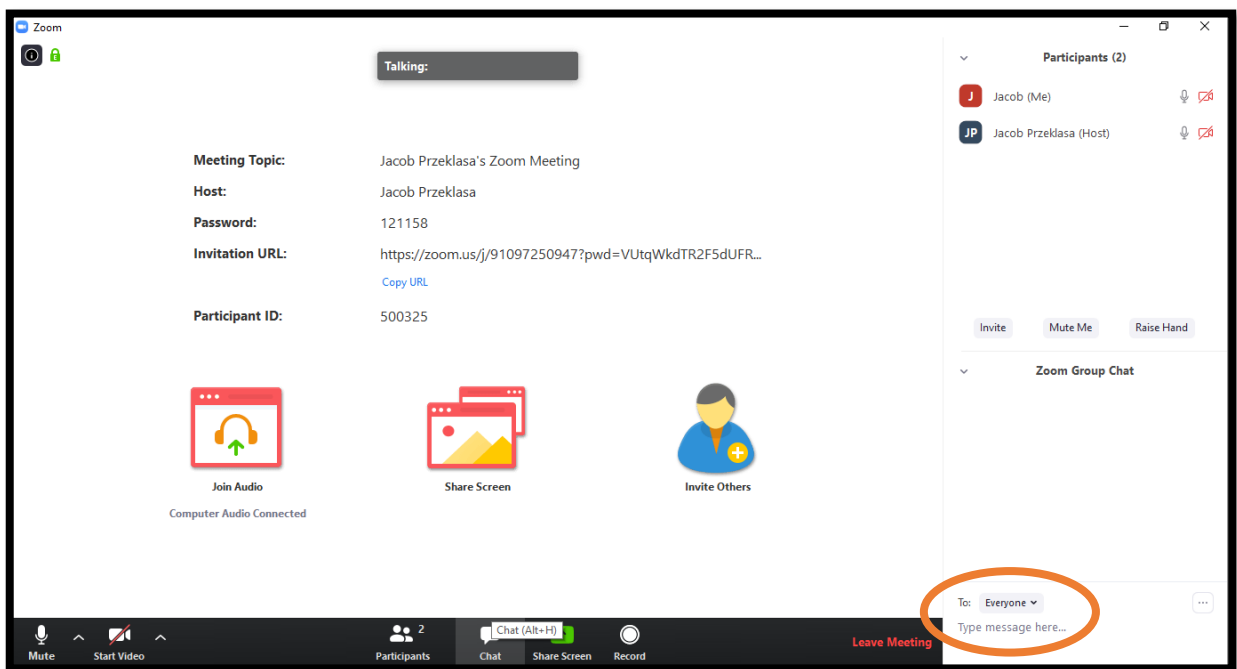 Zoom
Talking:
Meeting Topic: Jacob Przeklasa's Zoom Meeting
Host: Jacob Przeklasa
Password: 121158
Invitation URL: https://zoom.us/j/91097250947?pwd=VUtqWkdTR2F5dUFR...
Copy URL
Participant ID: 500325
Join Audio
Computer Audio Connected
Share Screen
Invite Others
Participants (2)
J Jacob (Me)
JP Jacob Przeklasa (Host)
Invite Mute Me Raise Hand
Zoom Group Chat
To: Everyone
Type message here...
Mute
Start Video
2
Participants
Chat (Alt+H)
Chat
Share Screen
Record
Leave Meeting